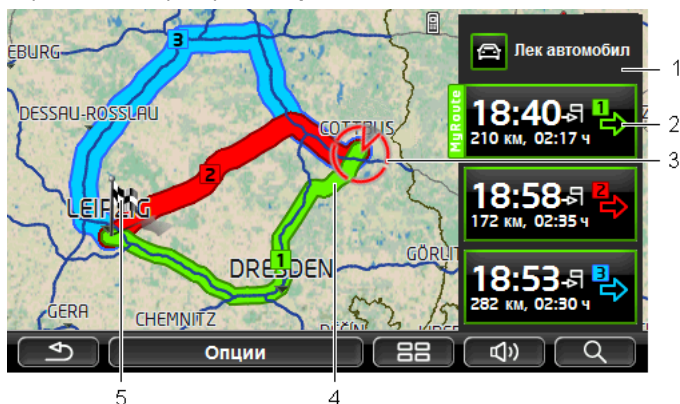 EBURG
3
Лек автомобил
1
DESSAU-ROSSLAU
COTTBUS
MyRoute
18:40
1
210 км, 02:17 ч
2
3
2
18:58
2
172 км, 02:35 ч
LEIPZIG
1
DRESDEN
GÖRLIT
18:53
3
282 км, 02:30 ч
GERA
CHEMNITZ
DĚČÍN
Опции
5
4